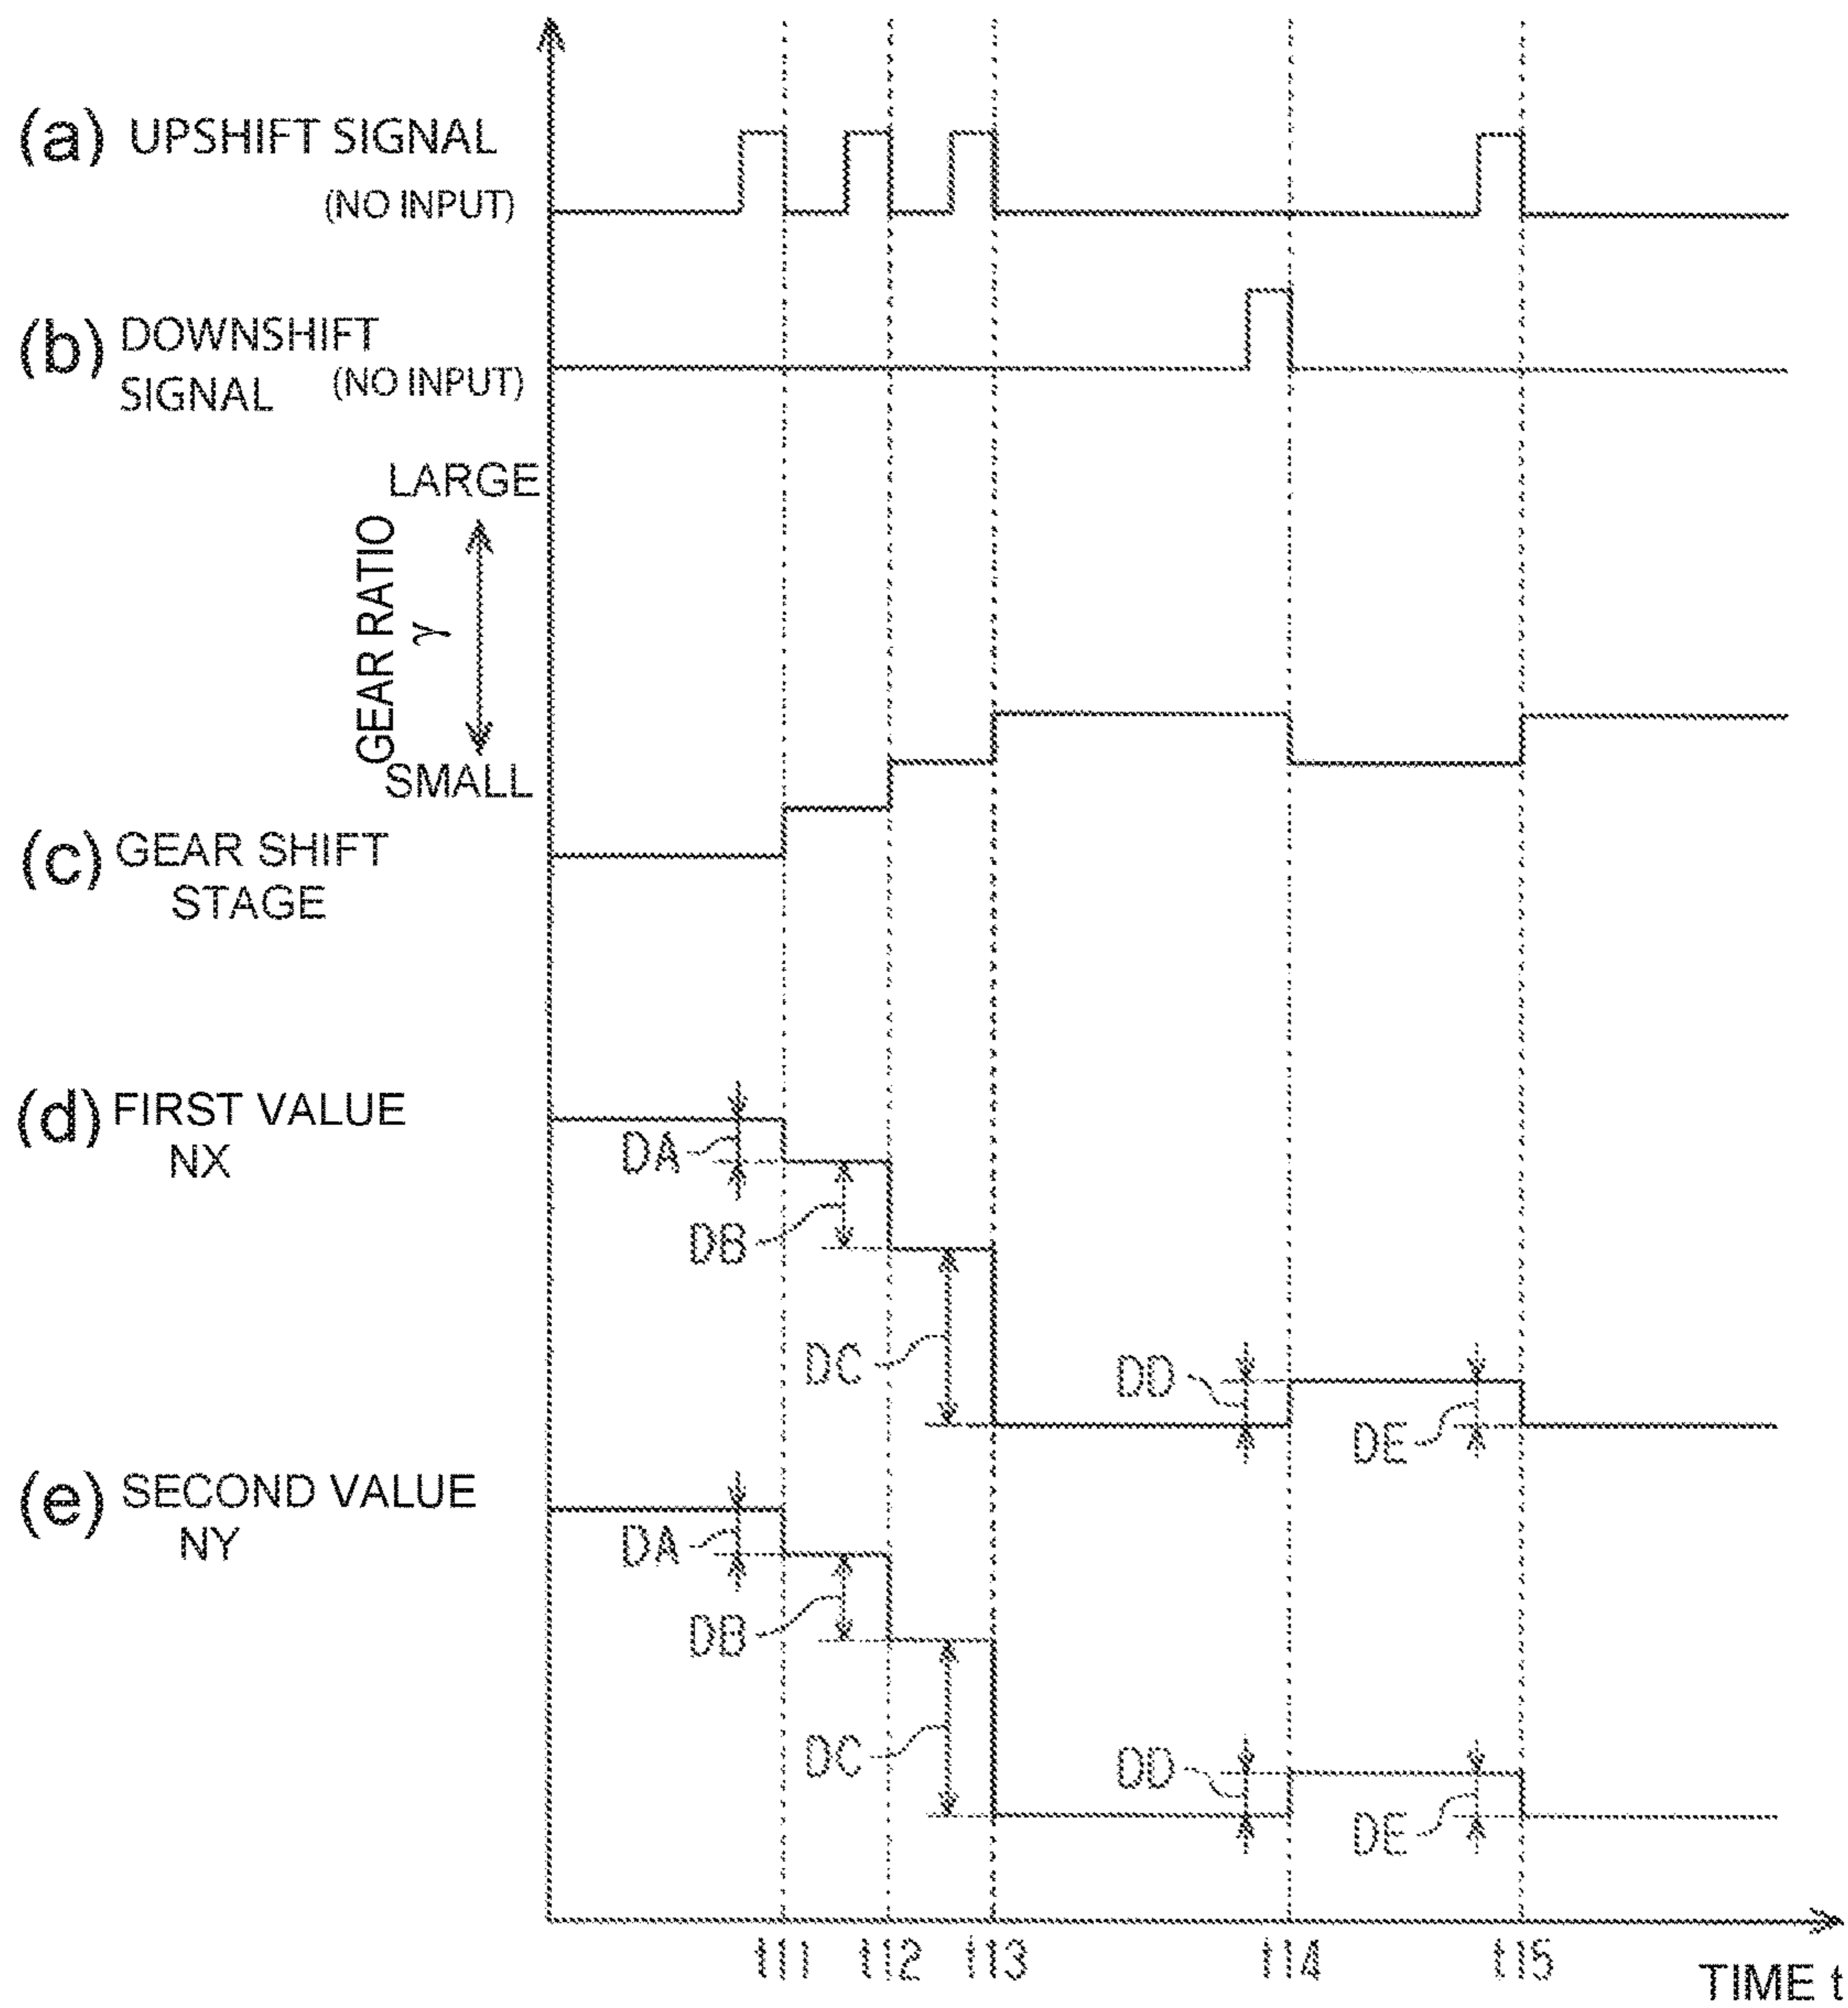 (a) UPSHIFT SIGNAL
(NO INPUT)
(b) DOWNSHIFT
SIGNAL (NO INPUT)
LARGE
GEAR RATIO
γ
SMALL
(c) GEAR SHIFT
STAGE
(d) FIRST VALUE
NX
DA
DB
DC
DD
DE
(e) SECOND VALUE
NY
DA
DB
DC
DD
DE
t11 t12 t13 t14 t15
TIME t